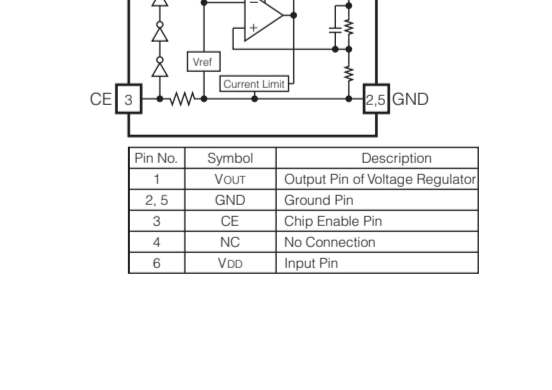 Vref
Current Limit
CE 3 2,5 GND
Pin No. Symbol Description
1 VOUT Output Pin of Voltage Regulator
2, 5 GND Ground Pin
3 CE Chip Enable Pin
4 NC No Connection
6 VDD Input Pin